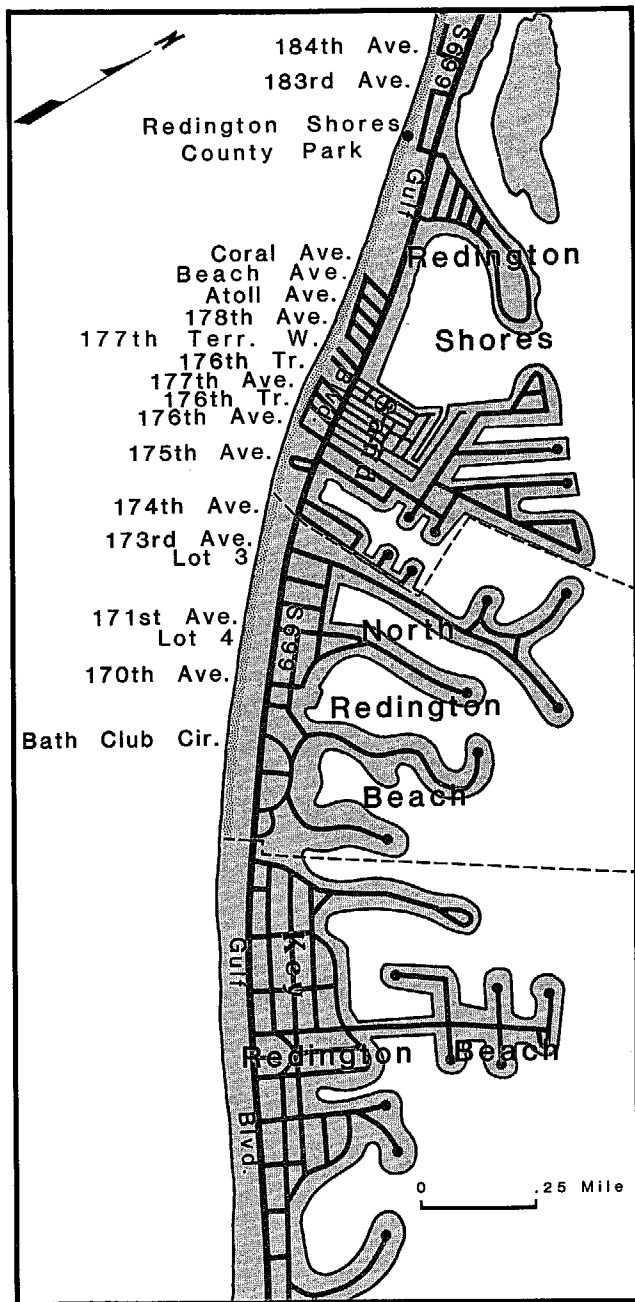 N
184th Ave.
S699
183rd Ave.
Redington Shores
County Park
Gulf
Coral Ave.
Redington
Beach Ave.
Atoll Ave.
178th Ave.
Shores
177th Terr. W.
176th Tr.
177th Ave.
Blvd.
176th Tr.
Sand
176th Ave.
175th Ave.
174th Ave.
173rd Ave.
Lot 3
171st Ave.
S699
North
Lot 4
170th Ave.
Redington
Bath Club Cir.
Beach
Gulf
Key
Redington Beach
Blvd.
0 .25 Mile